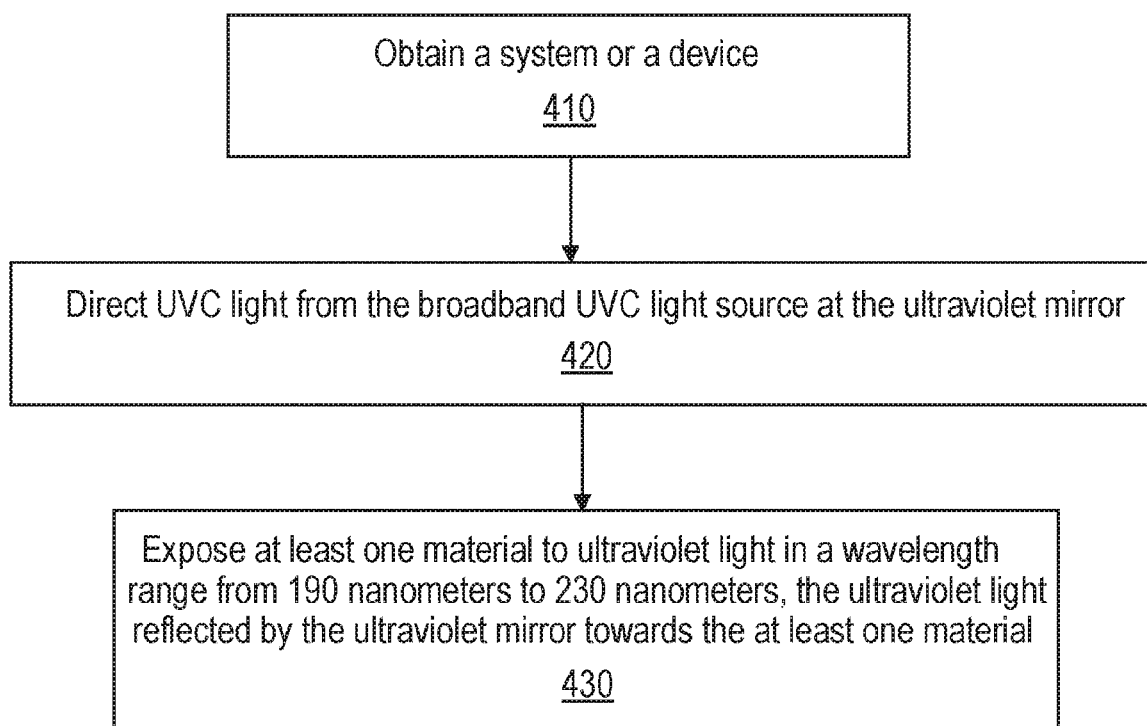 Obtain a system or a device
410
Direct UVC light from the broadband UVC light source at the ultraviolet mirror
420
Expose at least one material to ultraviolet light in a wavelength
range from 190 nanometers to 230 nanometers, the ultraviolet light
reflected by the ultraviolet mirror towards the at least one material
430